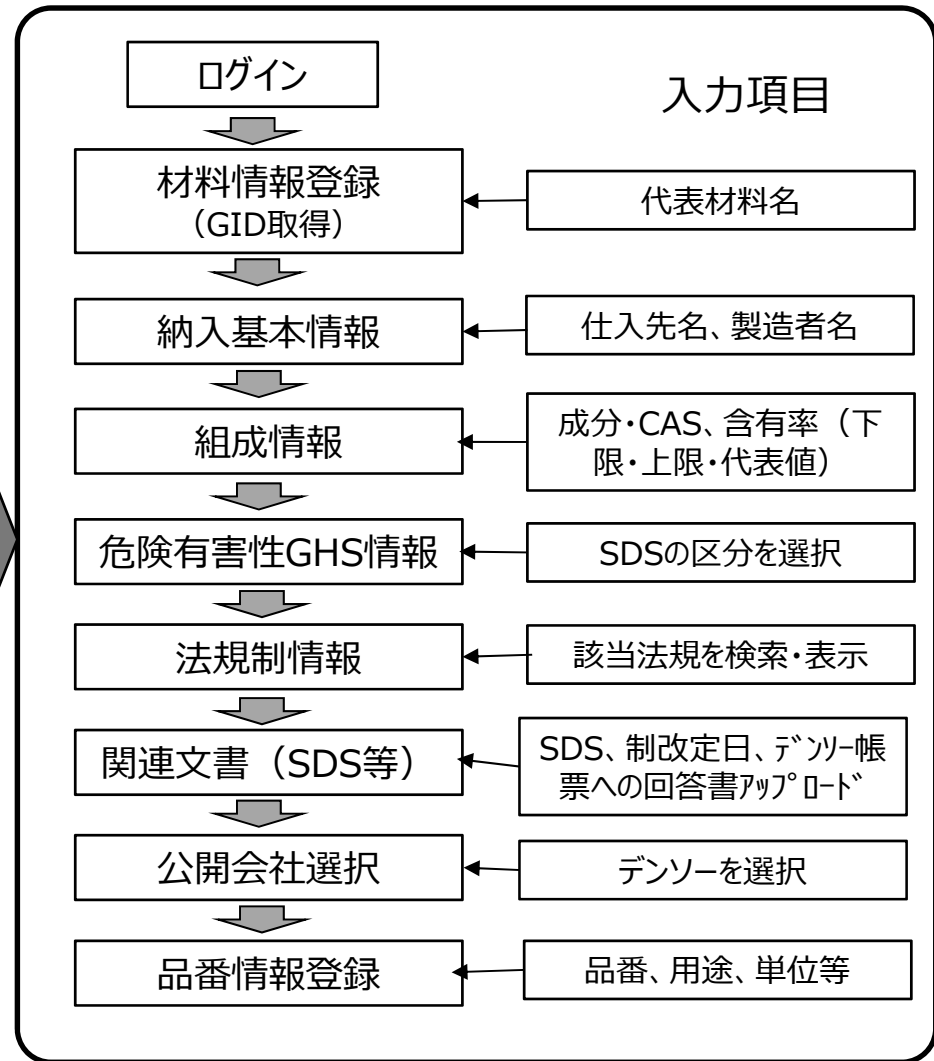 ログイン
入力項目
材料情報登録
（GID取得）
代表材料名
納入基本情報
仕入先名、製造者名
組成情報
成分・CAS、含有率（下
限・上限・代表値）
危険有害性GHS情報
SDSの区分を選択
法規制情報
該当法規を検索・表示
関連文書（SDS等）
SDS、制改定日、ﾃﾞﾝｿｰ帳
票への回答書ｱｯﾌﾟﾛｰﾄﾞ
公開会社選択
デンソーを選択
品番情報登録
品番、用途、単位等